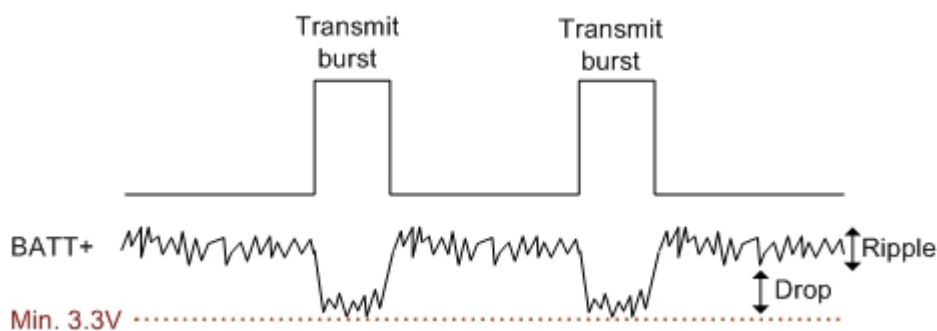 Transmit
burst
Transmit
burst
BATT+
Ripple
Drop
Min. 3.3V